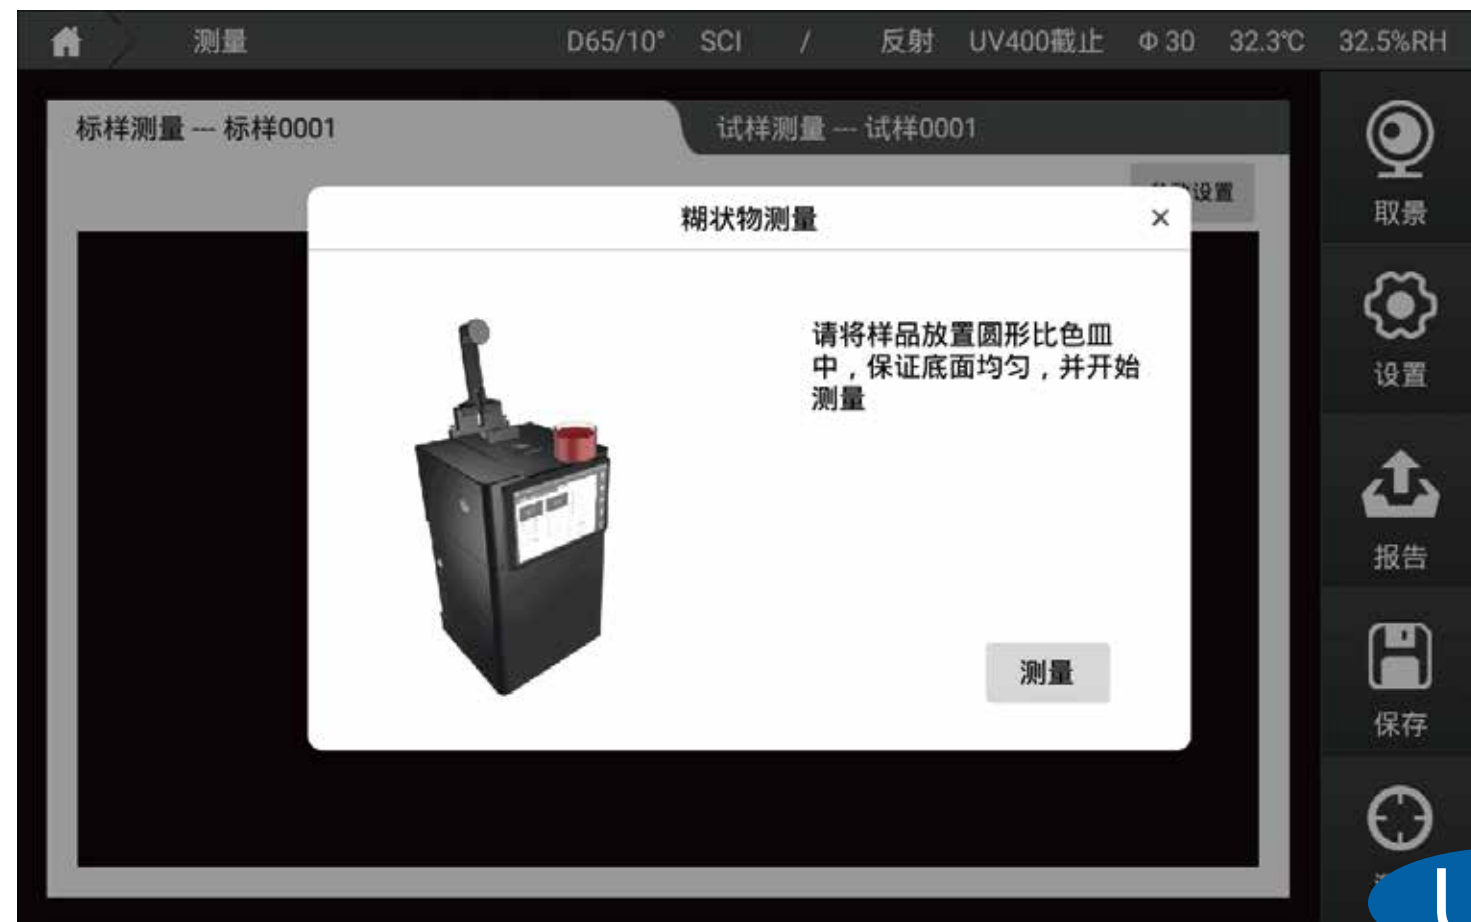 测量 D65/10° SCI / 反射 UV400截止 Φ30 32.3℃ 32.5%RH
标样测量 --- 标样0001
试样测量 --- 试样0001
糊状物测量 ×
请将样品放置圆形比色皿
中，保证底面均匀，并开始
测量
测量
取景
设置
报告
保存